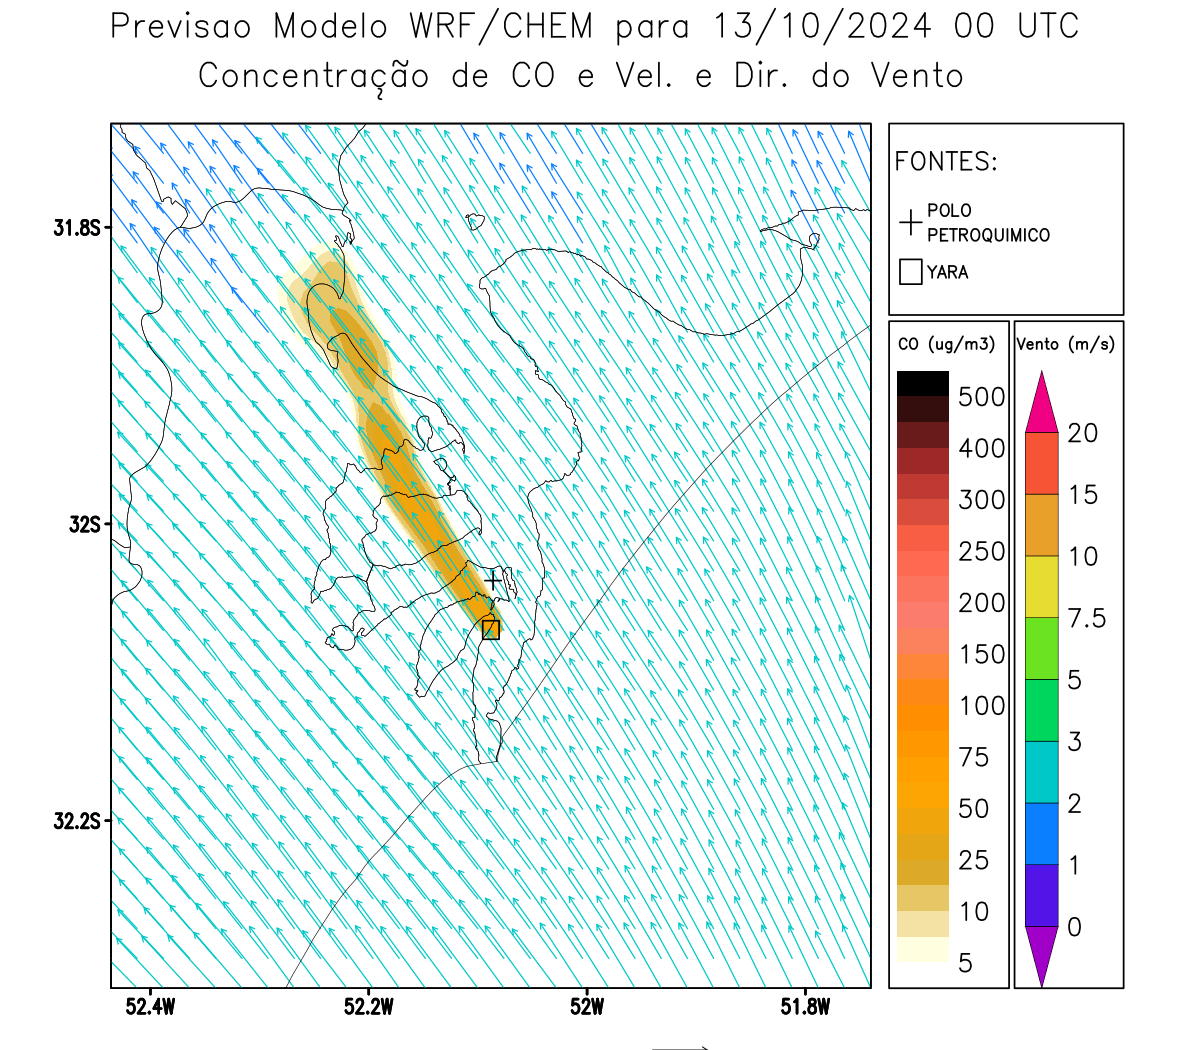 Previsao Modelo WRF/CHEM para 13/10/2024 00 UTC
Concentração de CO e Vel. e Dir. do Vento
FONTES:
POLO
PETROQUIMICO
YARA
CO (ug/m3)
500
400
300
250
200
150
100
75
50
25
10
5
Vento (m/s)
20
15
10
7.5
5
3
2
1
0
31.8S
32S
32.2S
52.4W
52.2W
52W
51.8W